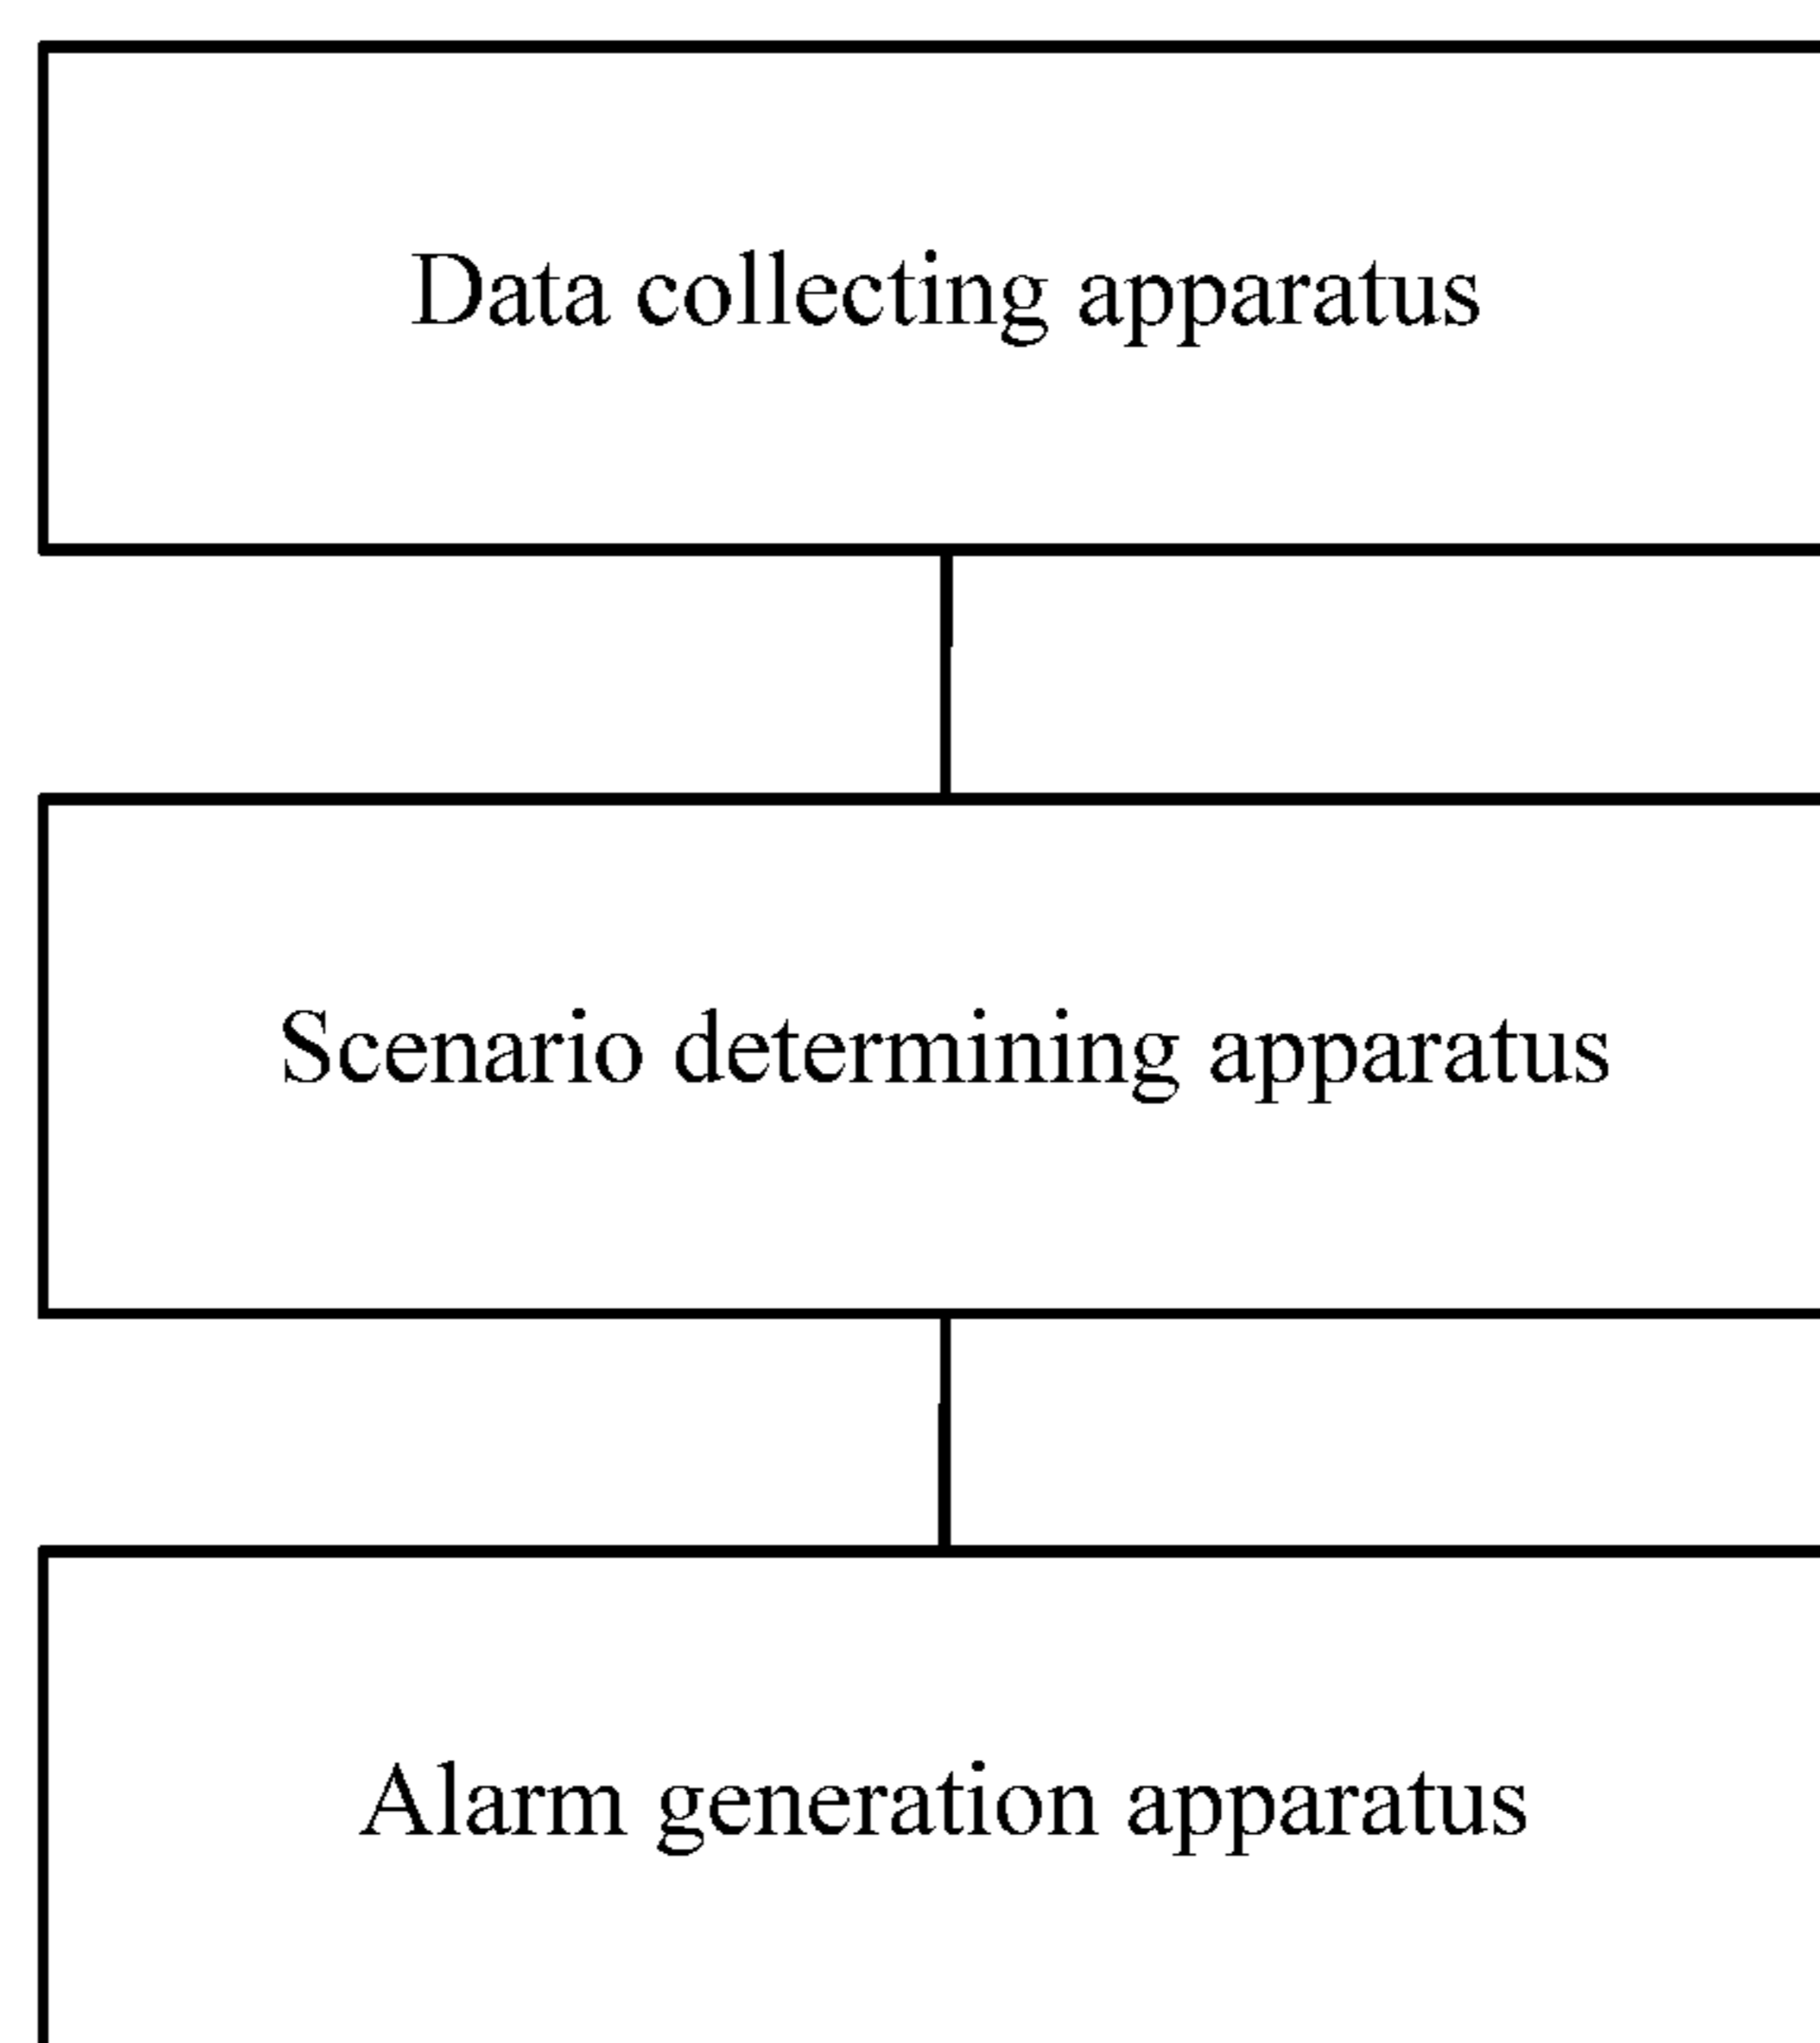 Data collecting apparatus
Scenario determining apparatus
Alarm generation apparatus